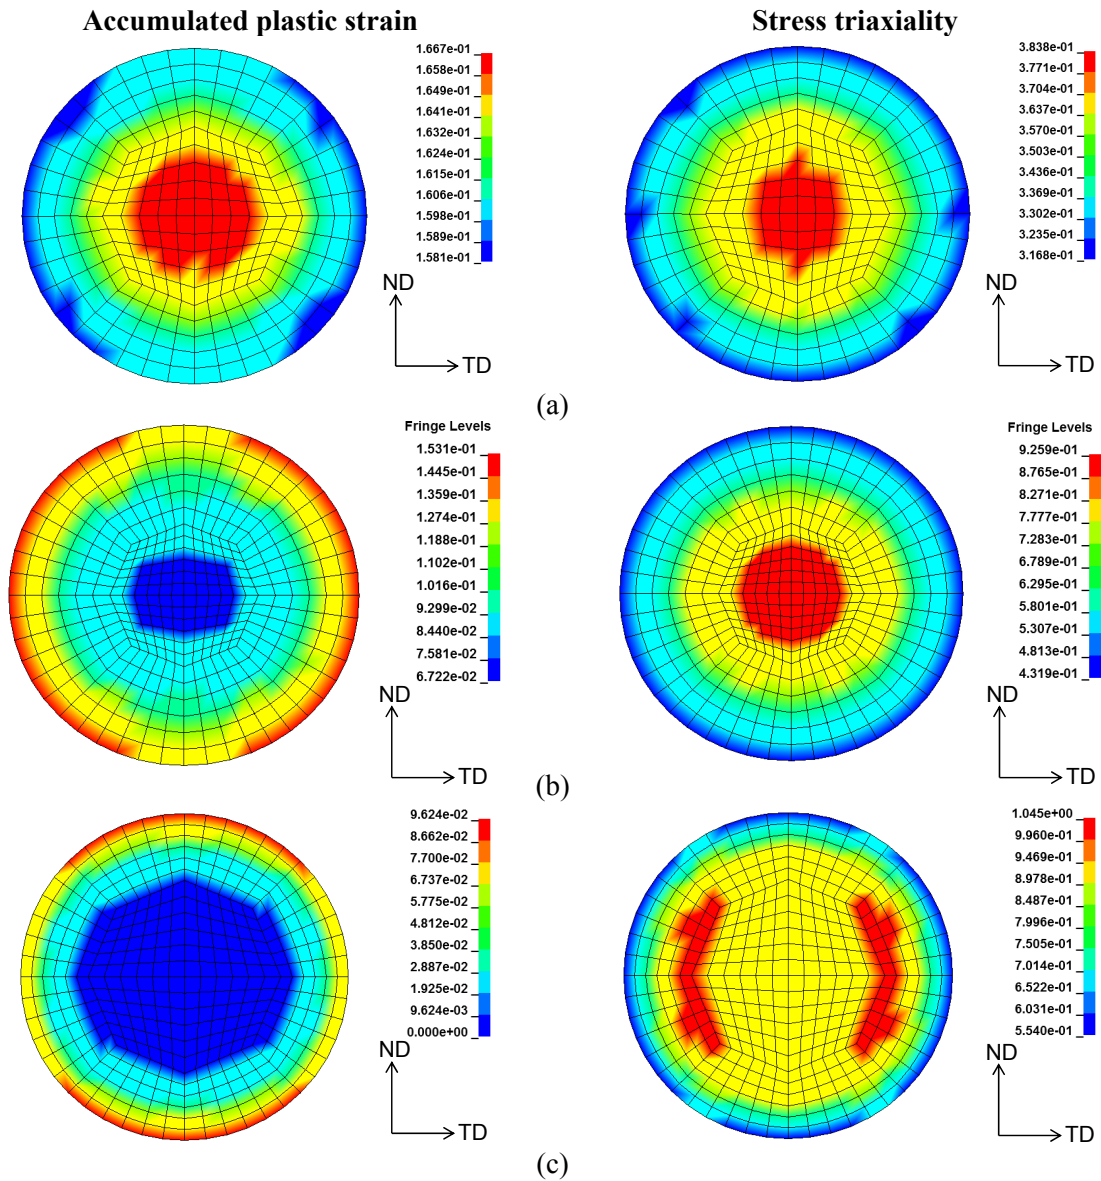 Accumulated plastic strain
Stress triaxiality
1.667e-01
1.658e-01
1.649e-01
1.641e-01
1.632e-01
1.624e-01
1.615e-01
1.606e-01
1.598e-01
1.589e-01
1.581e-01
ND
TD
3.838e-01
3.771e-01
3.704e-01
3.637e-01
3.570e-01
3.503e-01
3.436e-01
3.369e-01
3.302e-01
3.235e-01
3.168e-01
ND
TD
(a)
Fringe Levels
1.531e-01
1.445e-01
1.359e-01
1.274e-01
1.188e-01
1.102e-01
1.016e-01
9.299e-02
8.440e-02
7.581e-02
6.722e-02
ND
TD
Fringe Levels
9.259e-01
8.765e-01
8.271e-01
7.777e-01
7.283e-01
6.789e-01
6.295e-01
5.801e-01
5.307e-01
4.813e-01
4.319e-01
ND
TD
(b)
9.624e-02
8.662e-02
7.700e-02
6.737e-02
5.775e-02
4.812e-02
3.850e-02
2.887e-02
1.925e-02
9.624e-03
0.000e+00
ND
TD
1.045e+00
9.960e-01
9.469e-01
8.978e-01
8.487e-01
7.996e-01
7.505e-01
7.014e-01
6.522e-01
6.031e-01
5.540e-01
ND
TD
(c)